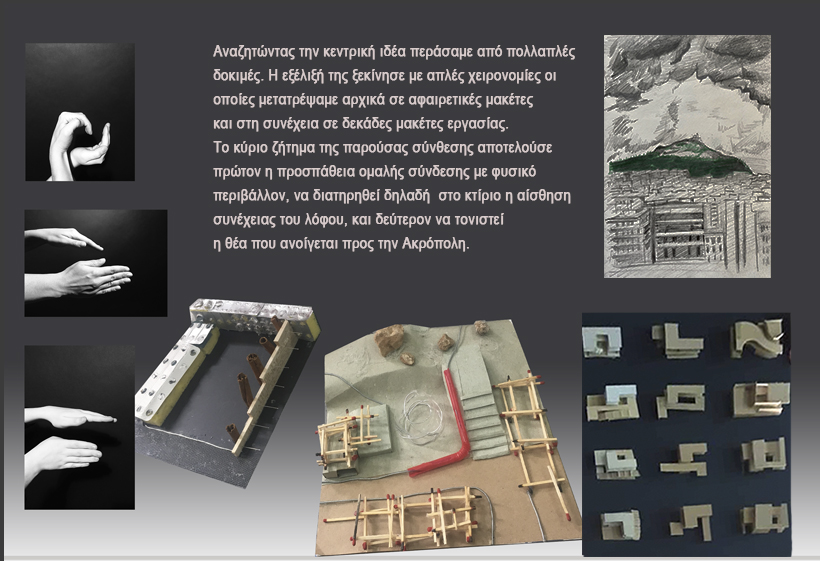 Αναζητώντας την κεντρική ιδέα περάσαμε από πολλαπλές
δοκιμές. Η εξέλιξή της ξεκίνησε με απλές χειρονομίες οι
οποίες μετατρέψαμε αρχικά σε αφαιρετικές μακέτες
και στη συνέχεια σε δεκάδες μακέτες εργασίας.
Το κύριο ζήτημα της παρούσας σύνθεσης αποτελούσε
πρώτον η προσπάθεια ομαλής σύνδεσης με φυσικό
περιβάλλον, να διατηρηθεί δηλαδή στο κτίριο η αίσθηση
συνέχειας του λόφου, και δεύτερον να τονιστεί
η θέα που ανοίγεται προς την Ακρόπολη.